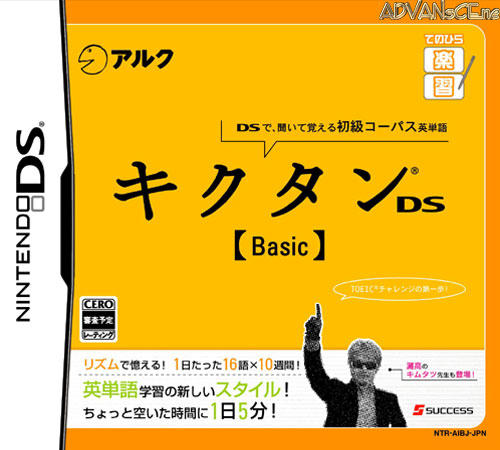 ADVANsCEne
アルク
てのひら
楽
習
DSで、聞いて覚える初級コーパス英単語
キクタン® DS
【Basic】
NINTENDO DS
TOEIC®チャレンジの第一歩!
CERO
審査予定
レーティング
リズムで憶える! 1日たった16語×10週間!
英単語学習の新しいスタイル!
ちょっと空いた時間に1日5分!
灘高の
キムタツ先生も登場!
SUCCESS
NTR-AIBJ-JPN